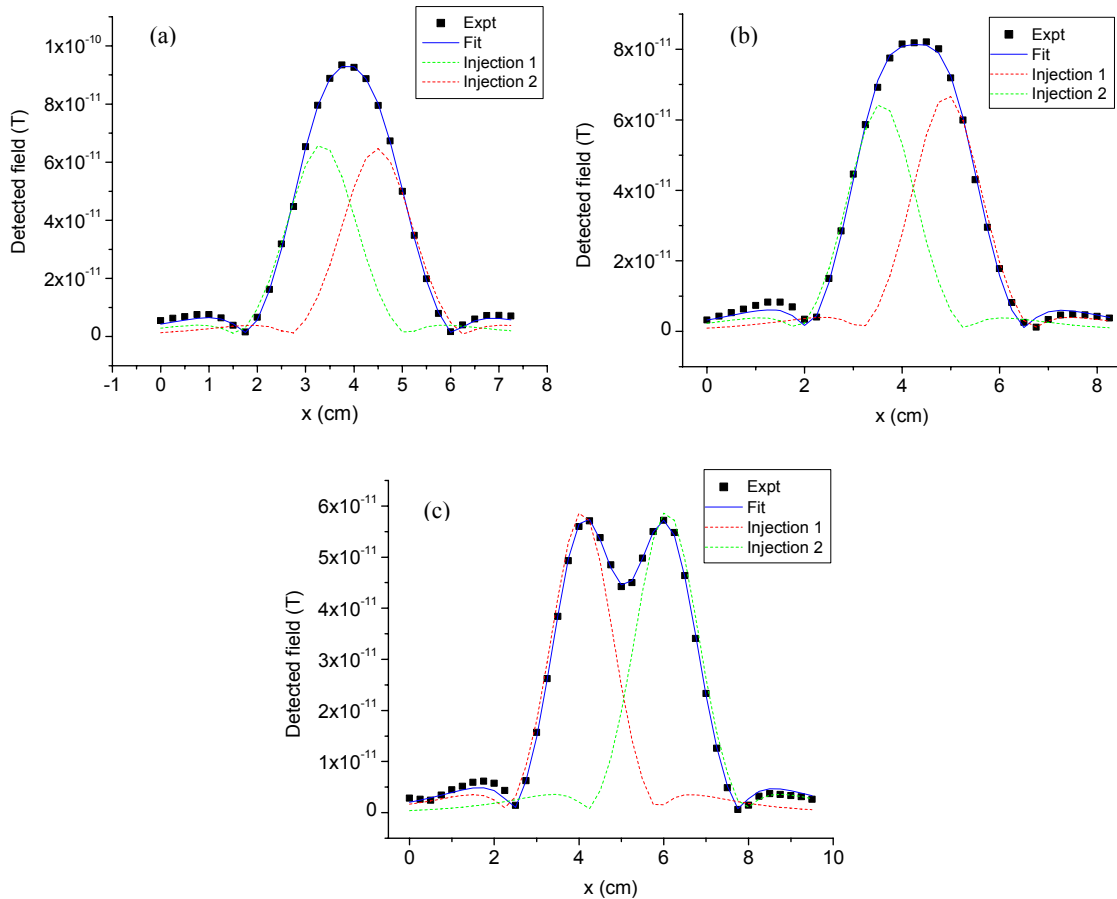 (a)
Expt
Fit
Injection 1
Injection 2
1x10⁻¹⁰
8x10⁻¹¹
6x10⁻¹¹
4x10⁻¹¹
2x10⁻¹¹
0
Detected field (T)
-1 0 1 2 3 4 5 6 7 8
x (cm)
(b)
Expt
Fit
Injection 1
Injection 2
8x10⁻¹¹
6x10⁻¹¹
4x10⁻¹¹
2x10⁻¹¹
0
Detected field (T)
0 2 4 6 8
x (cm)
(c)
Expt
Fit
Injection 1
Injection 2
6x10⁻¹¹
5x10⁻¹¹
4x10⁻¹¹
3x10⁻¹¹
2x10⁻¹¹
1x10⁻¹¹
0
Detected field (T)
0 2 4 6 8 10
x (cm)